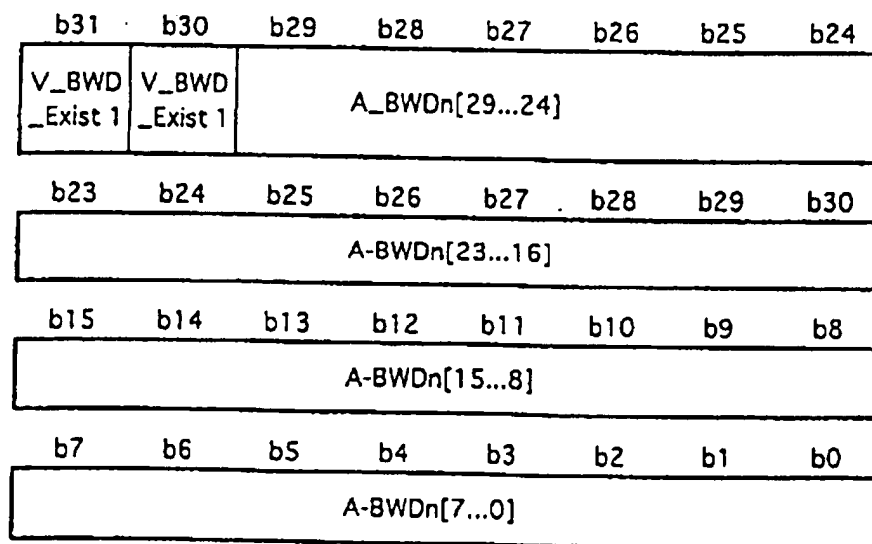 b31 b30 b29 b28 b27 b26 b25 b24
V_BWD V_BWD
_Exist 1 _Exist 1
A_BWDn[29...24]
b23 b24 b25 b26 b27 b28 b29 b30
A-BWDn[23...16]
b15 b14 b13 b12 b11 b10 b9 b8
A-BWDn[15...8]
b7 b6 b5 b4 b3 b2 b1 b0
A-BWDn[7...0]